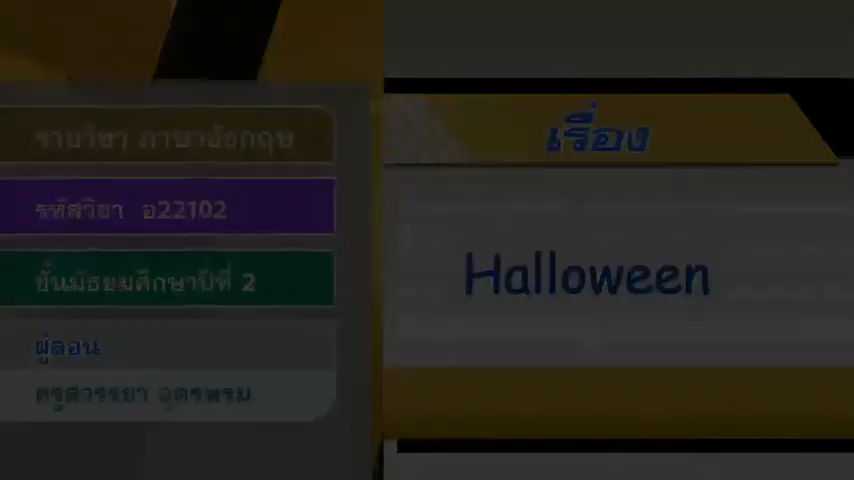 รายวิชา ภาษาอังกฤษ
รหัสวิชา อ22102
ชั้นมัธยมศึกษาปีที่ 2
ผู้สอน
ครูสวรรยา อุดรพรม
เรื่อง
Halloween